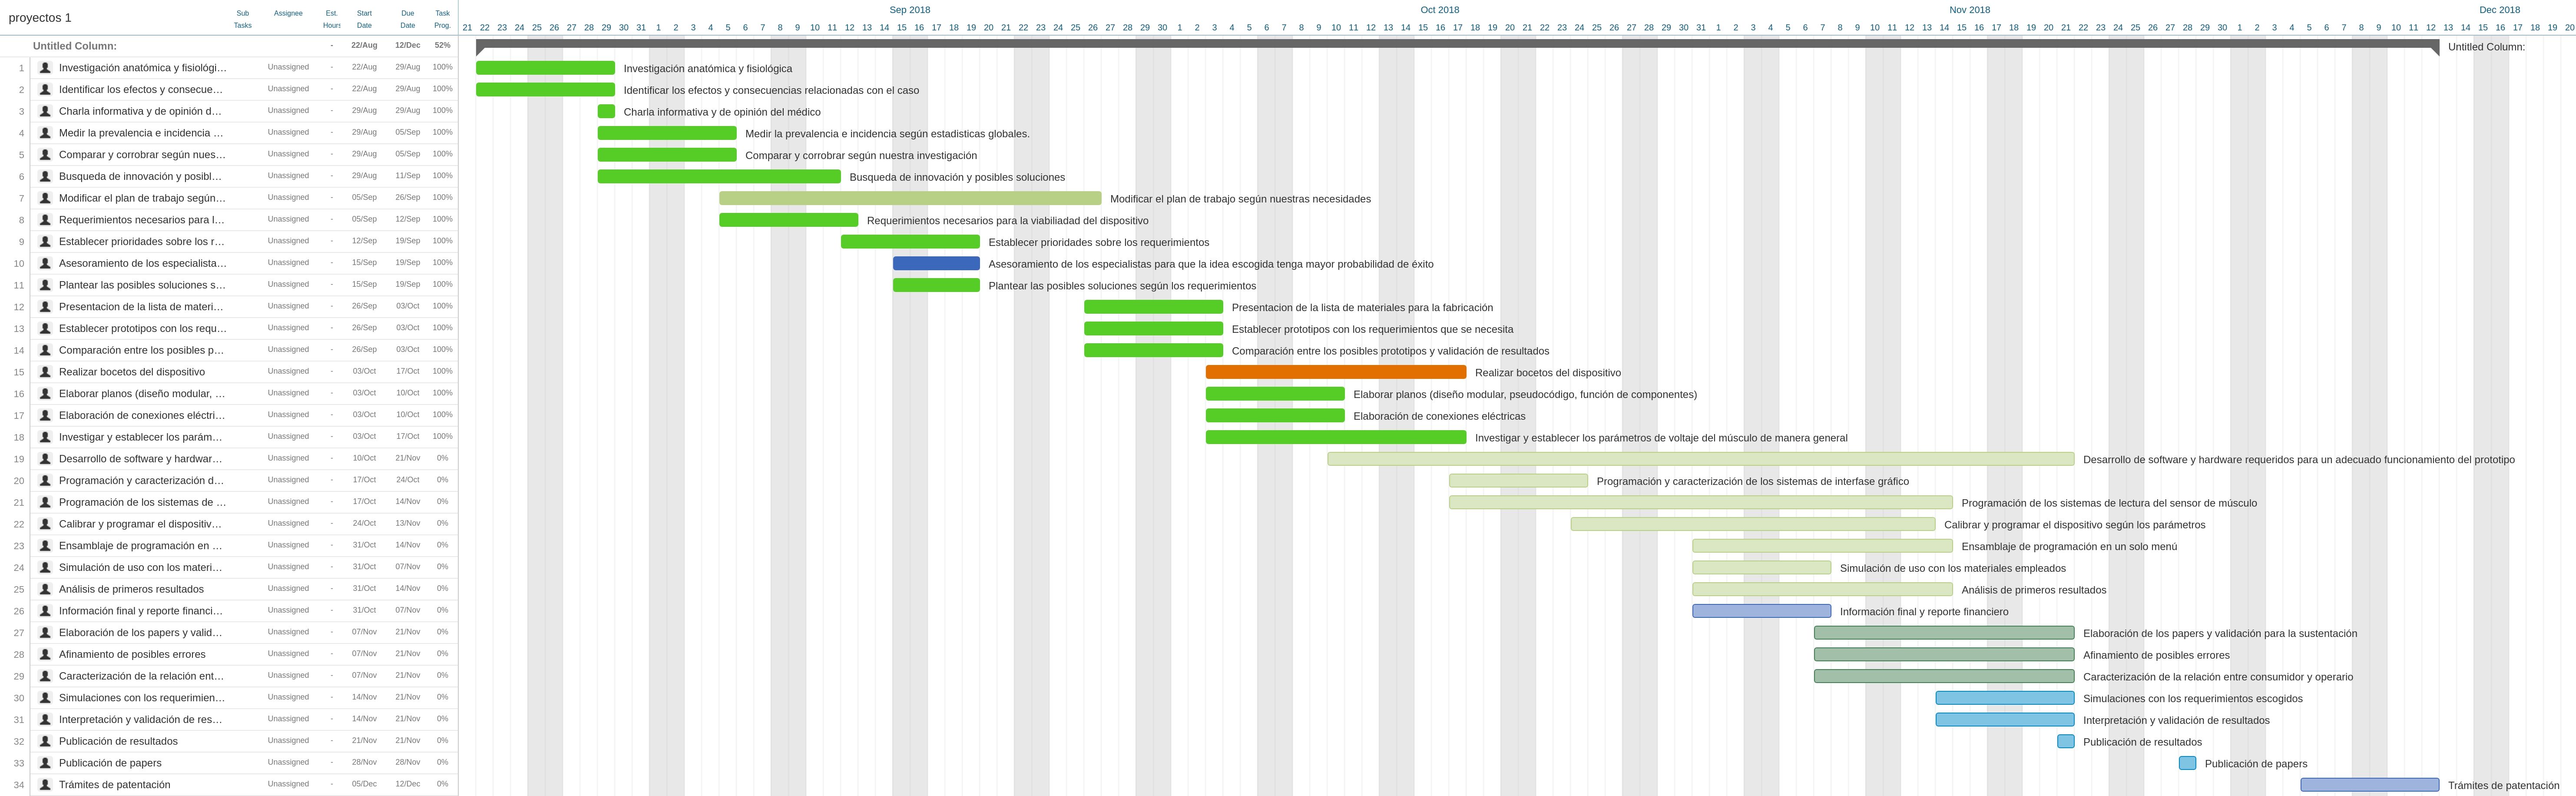 proyectos 1 Sub Tasks Assignee Est. Hours Start Date Due Date Task Prog.
Sep 2018 Oct 2018 Nov 2018 Dec 2018
21 22 23 24 25 26 27 28 29 30 31 1 2 3 4 5 6 7 8 9 10 11 12 13 14 15 16 17 18 19 20 21 22 23 24 25 26 27 28 29 30 1 2 3 4 5 6 7 8 9 10 11 12 13 14 15 16 17 18 19 20 21 22 23 24 25 26 27 28 29 30 31 1 2 3 4 5 6 7 8 9 10 11 12 13 14 15 16 17 18 19 20 21 22 23 24 25 26 27 28 29 30 1 2 3 4 5 6 7 8 9 10 11 12 13 14 15 16 17 18 19 20
Untitled Column: - 22/Aug 12/Dec 52% Untitled Column:
1 Investigación anatómica y fisiológi... Unassigned - 22/Aug 29/Aug 100% Investigación anatómica y fisiológica
2 Identificar los efectos y consecue... Unassigned - 22/Aug 29/Aug 100% Identificar los efectos y consecuencias relacionadas con el caso
3 Charla informativa y de opinión d... Unassigned - 29/Aug 29/Aug 100% Charla informativa y de opinión del médico
4 Medir la prevalencia e incidencia ... Unassigned - 29/Aug 05/Sep 100% Medir la prevalencia e incidencia según estadisticas globales.
5 Comparar y corrobrar según nues... Unassigned - 29/Aug 05/Sep 100% Comparar y corrobrar según nuestra investigación
6 Busqueda de innovación y posibl... Unassigned - 29/Aug 11/Sep 100% Busqueda de innovación y posibles soluciones
7 Modificar el plan de trabajo según... Unassigned - 05/Sep 26/Sep 100% Modificar el plan de trabajo según nuestras necesidades
8 Requerimientos necesarios para l... Unassigned - 05/Sep 12/Sep 100% Requerimientos necesarios para la viabiliadad del dispositivo
9 Establecer prioridades sobre los r... Unassigned - 12/Sep 19/Sep 100% Establecer prioridades sobre los requerimientos
10 Asesoramiento de los especialista... Unassigned - 15/Sep 19/Sep 100% Asesoramiento de los especialistas para que la idea escogida tenga mayor probabilidad de éxito
11 Plantear las posibles soluciones s... Unassigned - 15/Sep 19/Sep 100% Plantear las posibles soluciones según los requerimientos
12 Presentacion de la lista de materi... Unassigned - 26/Sep 03/Oct 100% Presentacion de la lista de materiales para la fabricación
13 Establecer prototipos con los requ... Unassigned - 26/Sep 03/Oct 100% Establecer prototipos con los requerimientos que se necesita
14 Comparación entre los posibles p... Unassigned - 26/Sep 03/Oct 100% Comparación entre los posibles prototipos y validación de resultados
15 Realizar bocetos del dispositivo Unassigned - 03/Oct 17/Oct 100% Realizar bocetos del dispositivo
16 Elaborar planos (diseño modular, ... Unassigned - 03/Oct 10/Oct 100% Elaborar planos (diseño modular, pseudocódigo, función de componentes)
17 Elaboración de conexiones eléctri... Unassigned - 03/Oct 10/Oct 100% Elaboración de conexiones eléctricas
18 Investigar y establecer los parám... Unassigned - 03/Oct 17/Oct 100% Investigar y establecer los parámetros de voltaje del músculo de manera general
19 Desarrollo de software y hardwar... Unassigned - 10/Oct 21/Nov 0% Desarrollo de software y hardware requeridos para un adecuado funcionamiento del prototipo
20 Programación y caracterización d... Unassigned - 17/Oct 24/Oct 0% Programación y caracterización de los sistemas de interfase gráfico
21 Programación de los sistemas de ... Unassigned - 17/Oct 14/Nov 0% Programación de los sistemas de lectura del sensor de músculo
22 Calibrar y programar el dispositiv... Unassigned - 24/Oct 13/Nov 0% Calibrar y programar el dispositivo según los parámetros
23 Ensamblaje de programación en ... Unassigned - 31/Oct 14/Nov 0% Ensamblaje de programación en un solo menú
24 Simulación de uso con los materi... Unassigned - 31/Oct 07/Nov 0% Simulación de uso con los materiales empleados
25 Análisis de primeros resultados Unassigned - 31/Oct 14/Nov 0% Análisis de primeros resultados
26 Información final y reporte financi... Unassigned - 31/Oct 07/Nov 0% Información final y reporte financiero
27 Elaboración de los papers y valid... Unassigned - 07/Nov 21/Nov 0% Elaboración de los papers y validación para la sustentación
28 Afinamiento de posibles errores Unassigned - 07/Nov 21/Nov 0% Afinamiento de posibles errores
29 Caracterización de la relación ent... Unassigned - 07/Nov 21/Nov 0% Caracterización de la relación entre consumidor y operario
30 Simulaciones con los requerimien... Unassigned - 14/Nov 21/Nov 0% Simulaciones con los requerimientos escogidos
31 Interpretación y validación de res... Unassigned - 14/Nov 21/Nov 0% Interpretación y validación de resultados
32 Publicación de resultados Unassigned - 21/Nov 21/Nov 0% Publicación de resultados
33 Publicación de papers Unassigned - 28/Nov 28/Nov 0% Publicación de papers
34 Trámites de patentación Unassigned - 05/Dec 12/Dec 0% Trámites de patentación